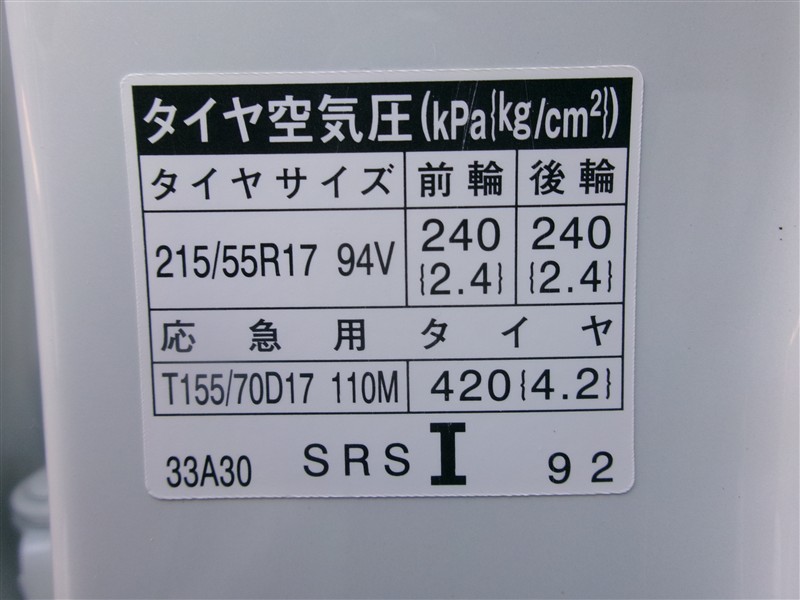 タイヤ空気圧(kPa{kg/cm²})
タイヤサイズ 前輪 後輪
215/55R17 94V 240 {2.4} 240 {2.4}
応急用タイヤ
T155/70D17 110M 420{4.2}
33A30 SRS I 92